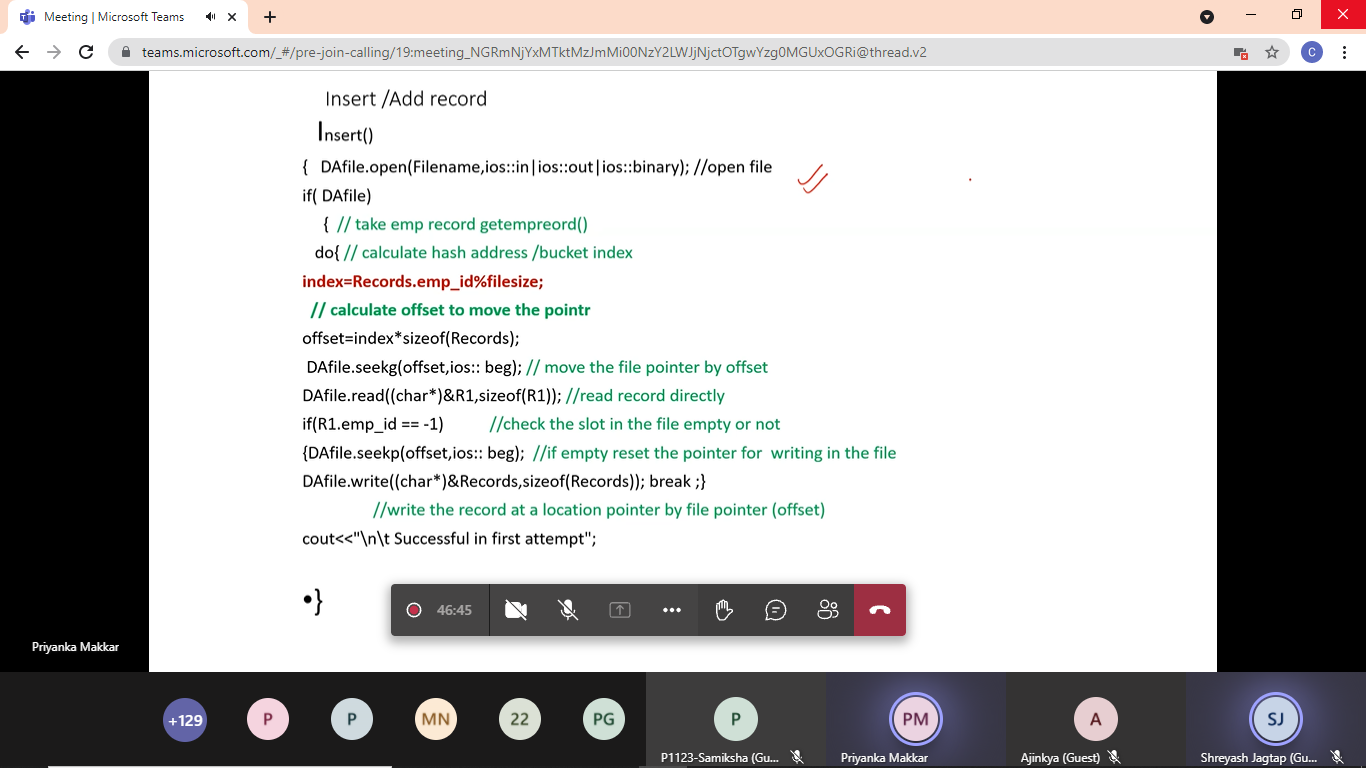 Meeting | Microsoft Teams
teams.microsoft.com/_#/pre-join-calling/19:meeting_NGRmNjYxMTktMzJmMi00NzY2LWJjNjctOTgwYzg0MGUxOGRi@thread.v2
C
Insert /Add record
Insert()
{ DAfile.open(Filename,ios::in|ios::out|ios::binary); //open file
if( DAfile)
{ // take emp record getempreord()
do{ // calculate hash address /bucket index
index=Records.emp_id%filesize;
// calculate offset to move the pointr
offset=index*sizeof(Records);
DAfile.seekg(offset,ios:: beg); // move the file pointer by offset
DAfile.read((char*)&R1,sizeof(R1)); //read record directly
if(R1.emp_id == -1) //check the slot in the file empty or not
{DAfile.seekp(offset,ios:: beg); //if empty reset the pointer for writing in the file
DAfile.write((char*)&Records,sizeof(Records)); break ;}
//write the record at a location pointer by file pointer (offset)
cout<<"\n\t Successful in first attempt";
•}
46:45
Priyanka Makkar
+129 P P MN 22 PG P PM A SJ
P1123-Samiksha (Gu... Priyanka Makkar Ajinkya (Guest) Shreyash Jagtap (Gu...